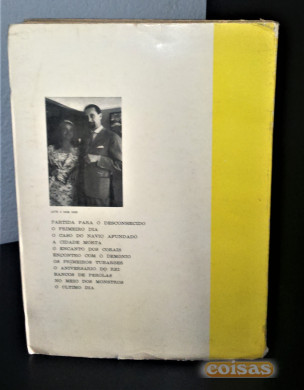 PARTIDA PARA O DESCONHECIDO
O PRIMEIRO DIA
O CASO DO NAVIO AFUNDADO
A CIDADE MORTA
O ENCANTO DOS CORAIS
ENCONTRO COM O DEMONIO
OS PRIMEIROS TUBARÕES
O ANIVERSARIO DO REI
BANCOS DE PEROLAS
NO MEIO DOS MONSTROS
O ULTIMO DIA
coisas